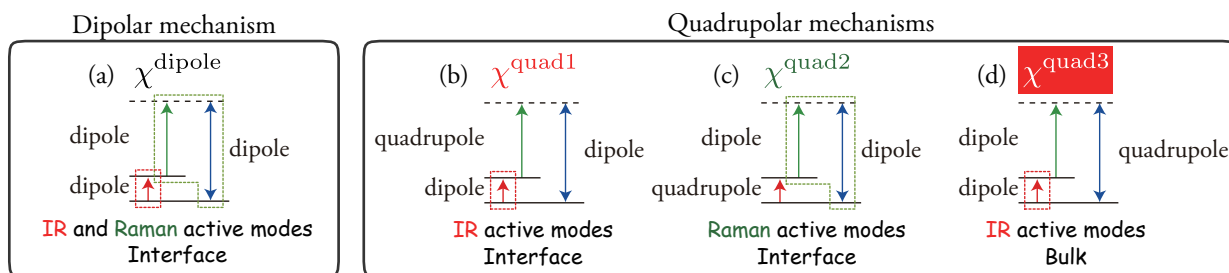 Dipolar mechanism
Quadrupolar mechanisms
(a)
χ^dipole
dipole
dipole
dipole
IR and Raman active modes
Interface
(b)
χ^quad1
quadrupole
dipole
dipole
IR active modes
Interface
(c)
χ^quad2
dipole
quadrupole
dipole
Raman active modes
Interface
(d)
χ^quad3
dipole
dipole
quadrupole
IR active modes
Bulk